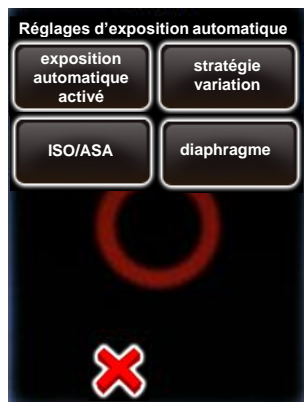 Réglages d'exposition automatique
exposition
automatique
activé
stratégie
variation
ISO/ASA
diaphragme